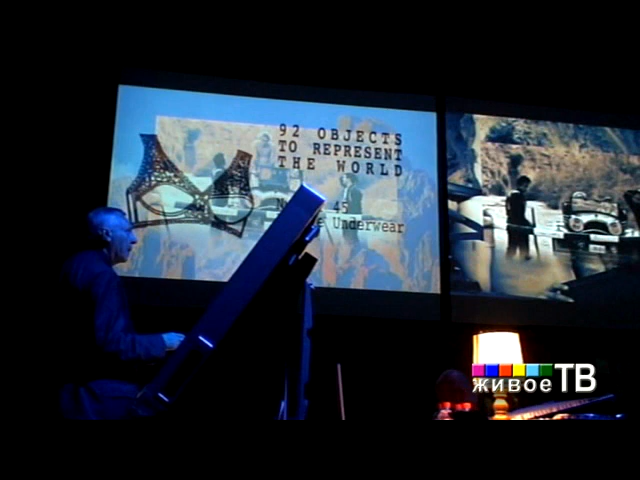 92 OBJECTS
TO REPRESENT
THE WORLD
45
Underwear
живоеТВ